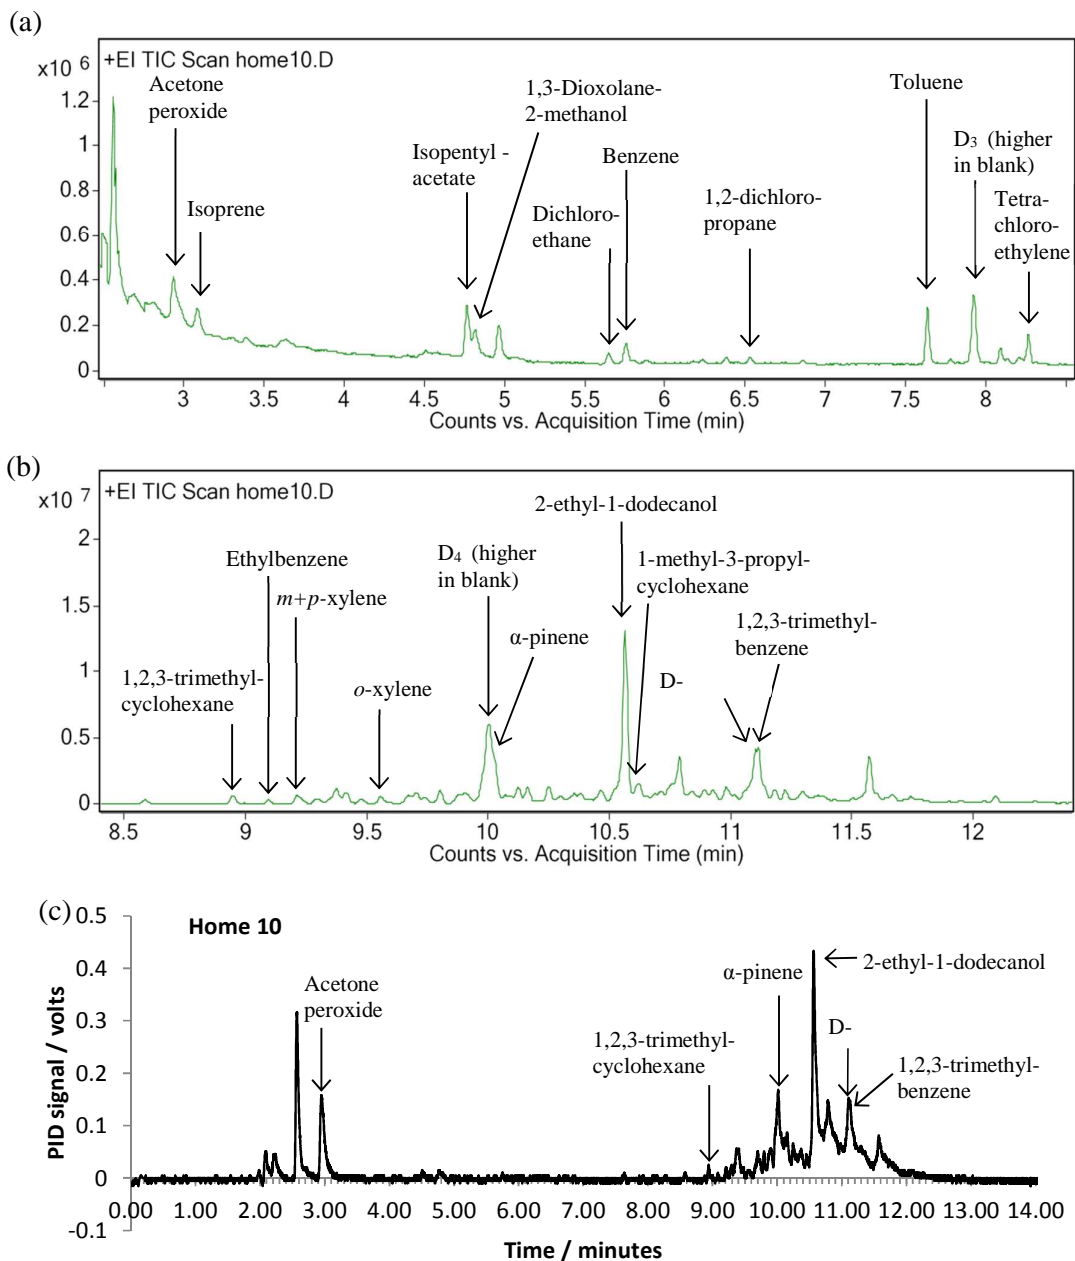 (a)
+EI TIC Scan home10.D
x10 6
Acetone
peroxide
Isoprene
Isopentyl -
acetate
1,3-Dioxolane-
2-methanol
Dichloro-
ethane
Benzene
1,2-dichloro-
propane
Toluene
D3 (higher
in blank)
Tetra-
chloro-
ethylene
1.2
1
0.8
0.6
0.4
0.2
0
3 3.5 4 4.5 5 5.5 6 6.5 7 7.5 8
Counts vs. Acquisition Time (min)
(b)
+EI TIC Scan home10.D
x10 7
1,2,3-trimethyl-
cyclohexane
Ethylbenzene
m+p-xylene
o-xylene
D4 (higher
in blank)
α-pinene
2-ethyl-1-dodecanol
1-methyl-3-propyl-
cyclohexane
D-
1,2,3-trimethyl-
benzene
2
1.5
1
0.5
0
8.5 9 9.5 10 10.5 11 11.5 12
Counts vs. Acquisition Time (min)
(c)
Home 10
PID signal / volts
0.5
0.4
0.3
0.2
0.1
0
-0.1
Acetone
peroxide
1,2,3-trimethyl-
cyclohexane
α-pinene
2-ethyl-1-dodecanol
D-
1,2,3-trimethyl-
benzene
0.00 1.00 2.00 3.00 4.00 5.00 6.00 7.00 8.00 9.00 10.00 11.00 12.00 13.00 14.00
Time / minutes